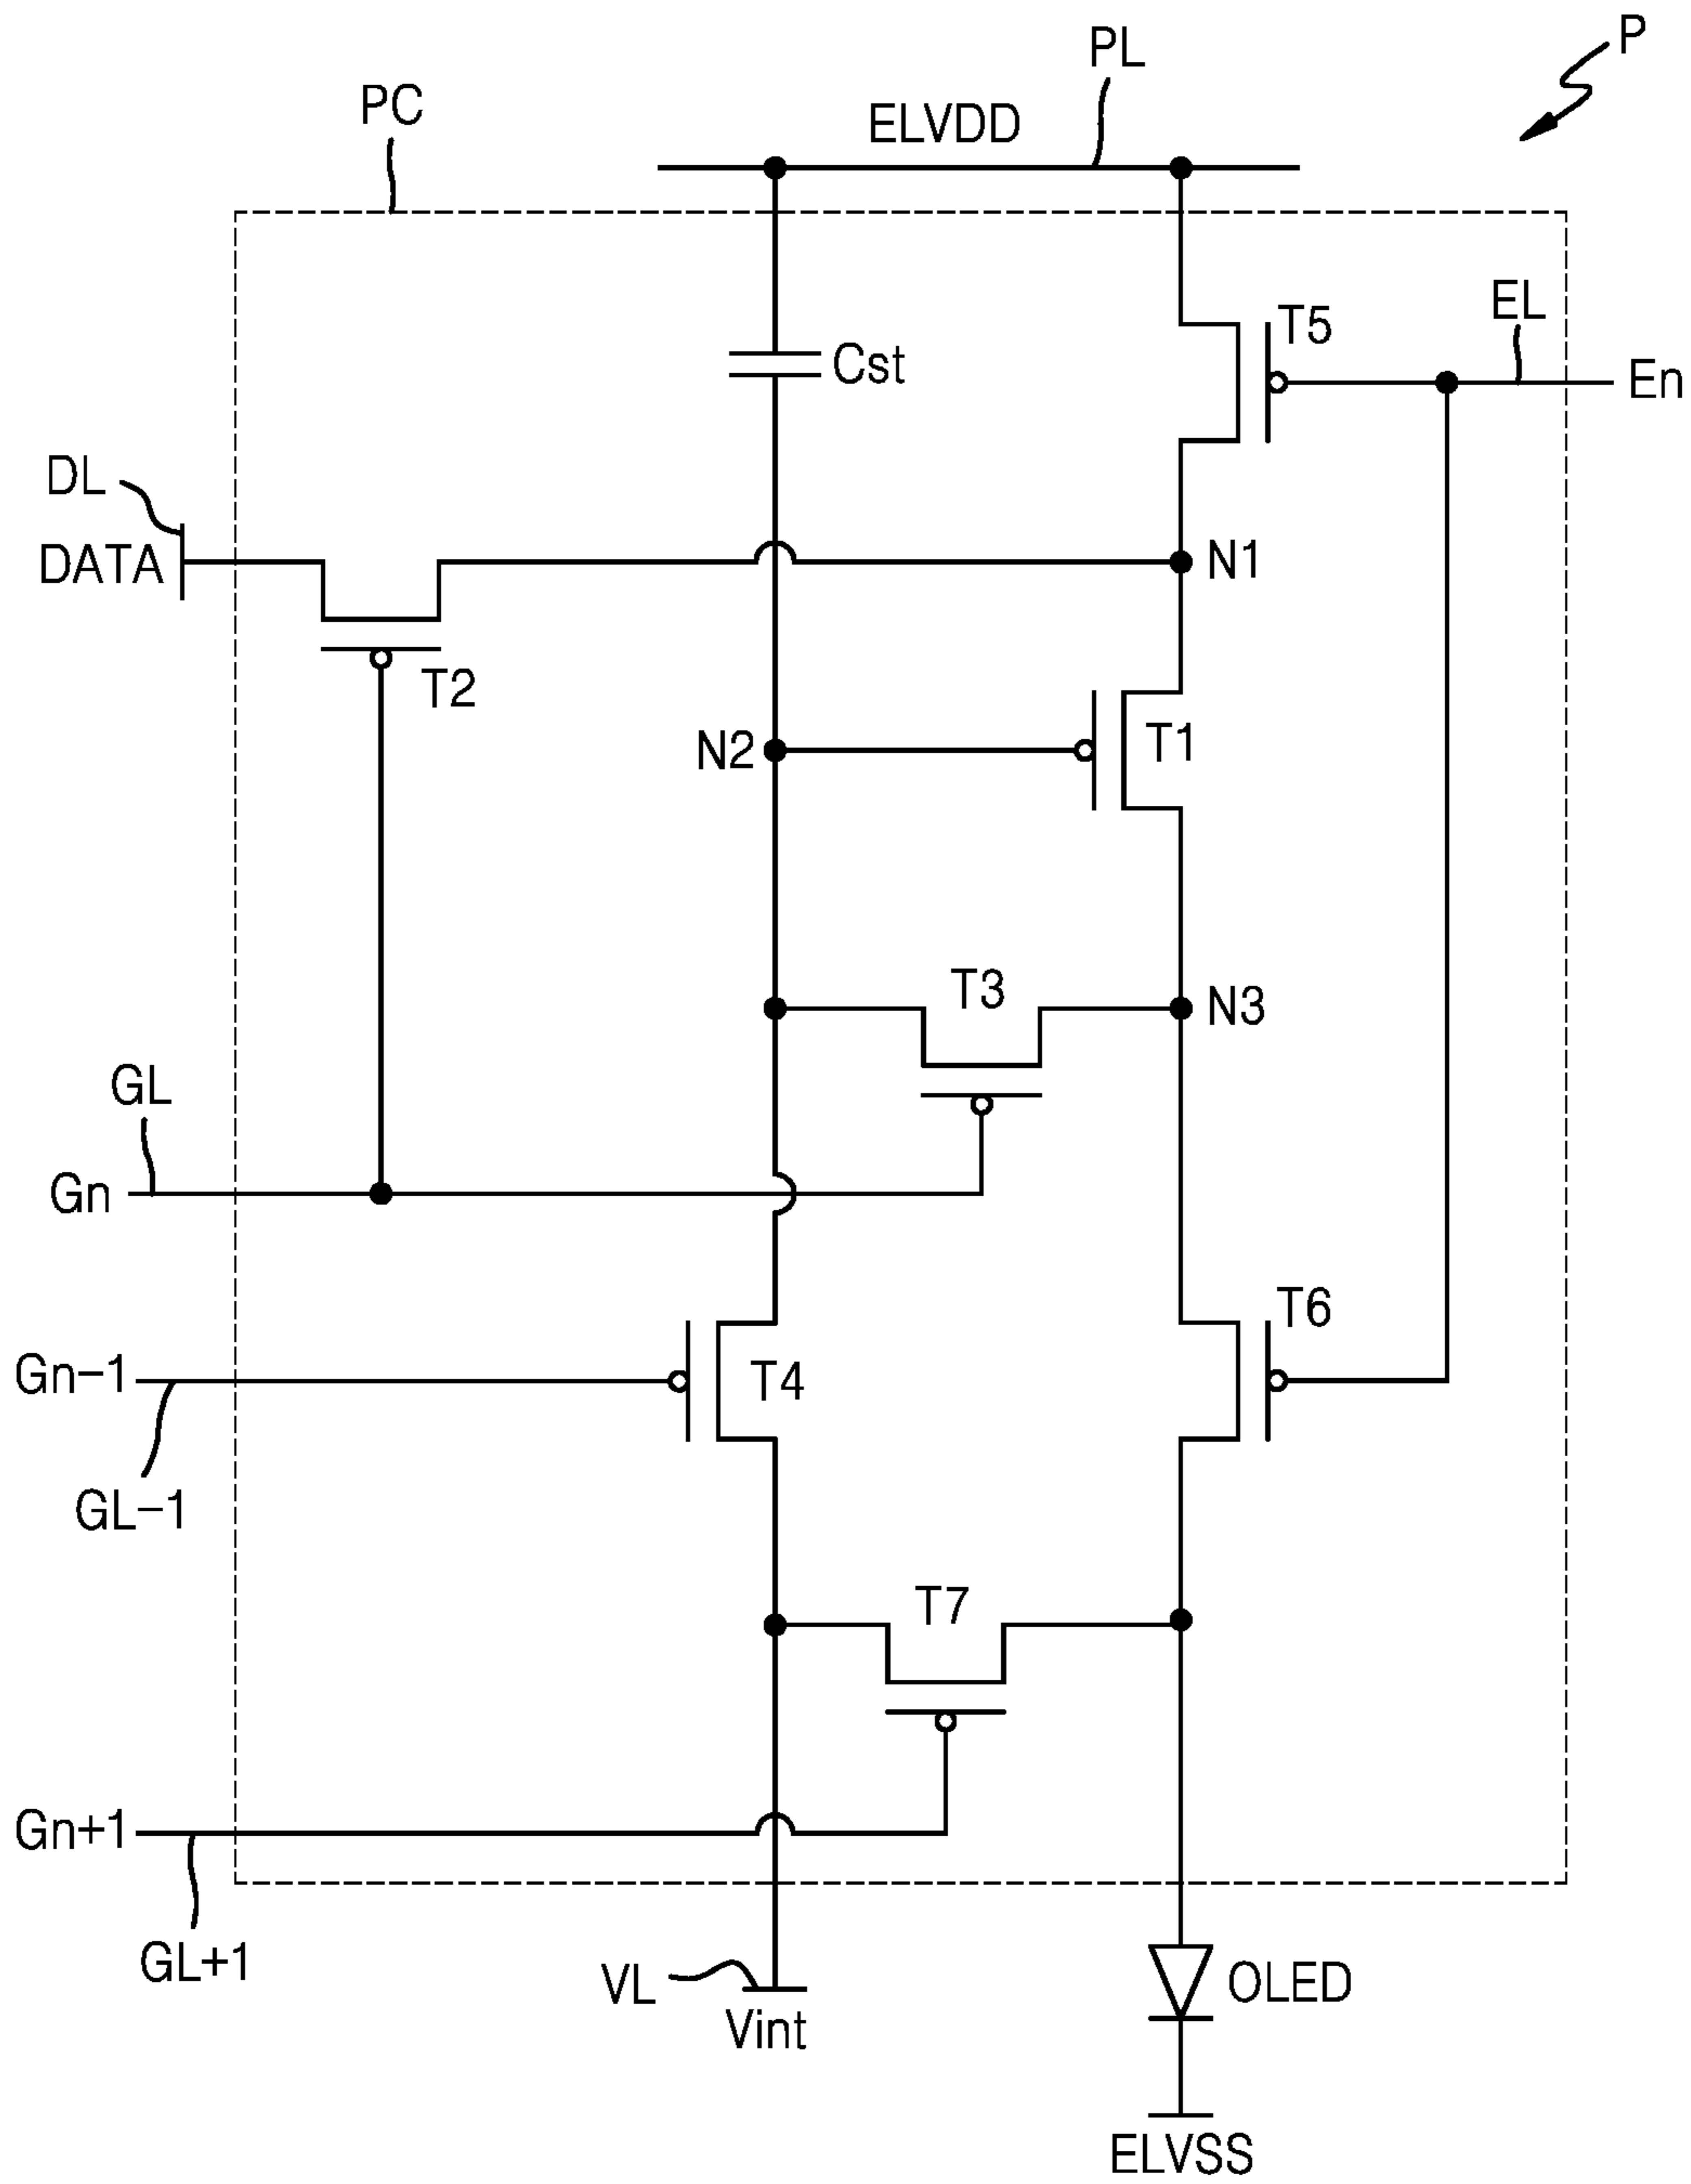 P
PL
PC
ELVDD
EL
T5
Cst
En
DL
DATA
N1
T2
N2
T1
T3
N3
GL
Gn
T6
Gn−1
T4
GL−1
T7
Gn+1
GL+1
VL
OLED
Vint
ELVSS